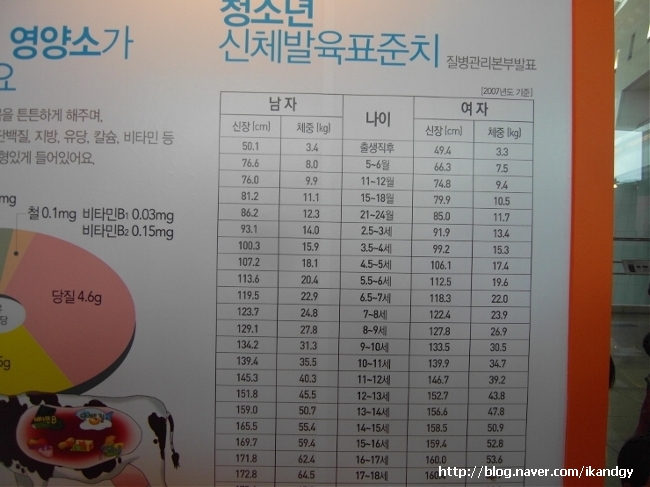 영양소가
요
을 튼튼하게 해주며,
단백질, 지방, 유당, 칼슘, 비타민 등
형있게 들어있어요.
mg
철 0.1mg 비타민B1 0.03mg
비타민B2 0.15mg
당질 4.6g
당
5g
청소년
신체발육표준치 질병관리본부발표
[2007년도 기준]
남 자 나이 여 자
신장 (cm) 체중 (kg) 신장 (cm) 체중 (kg)
50.1 3.4 출생직후 49.4 3.3
76.6 8.0 5~6월 66.3 7.5
76.0 9.9 11~12월 74.8 9.4
81.2 11.1 15~18월 79.9 10.5
86.2 12.3 21~24월 85.0 11.7
93.1 14.0 2.5~3세 91.9 13.4
100.3 15.9 3.5~4세 99.2 15.3
107.2 18.1 4.5~5세 106.1 17.4
113.6 20.4 5.5~6세 112.5 19.6
119.5 22.9 6.5~7세 118.3 22.0
123.7 24.8 7~8세 122.4 23.9
129.1 27.8 8~9세 127.8 26.9
134.2 31.3 9~10세 133.5 30.5
139.4 35.5 10~11세 139.9 34.7
145.3 40.3 11~12세 146.7 39.2
151.8 45.5 12~13세 152.7 43.8
159.0 50.7 13~14세 156.6 47.8
165.5 55.4 14~15세 158.5 50.9
169.7 59.4 15~16세 159.4 52.8
171.8 62.4 16~17세 160.0 53.6
172.8 64.5 17~18세
http://blog.naver.com/ikandgy